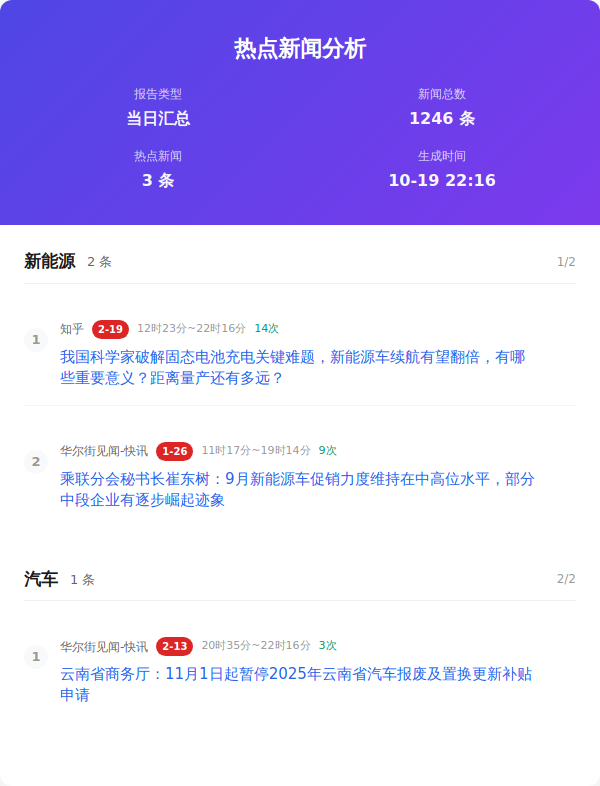 热点新闻分析
报告类型
新闻总数
当日汇总
1246 条
热点新闻
生成时间
3 条
10-19 22:16
新能源 2 条 1/2
1
知乎 2-19 12时23分~22时16分 14次
我国科学家破解固态电池充电关键难题，新能源车续航有望翻倍，有哪
些重要意义？距离量产还有多远？
2
华尔街见闻-快讯 1-26 11时17分~19时14分 9次
乘联分会秘书长崔东树：9月新能源车促销力度维持在中高位水平，部分
中段企业有逐步崛起迹象
汽车 1 条 2/2
1
华尔街见闻-快讯 2-13 20时35分~22时16分 3次
云南省商务厅：11月1日起暂停2025年云南省汽车报废及置换更新补贴
申请